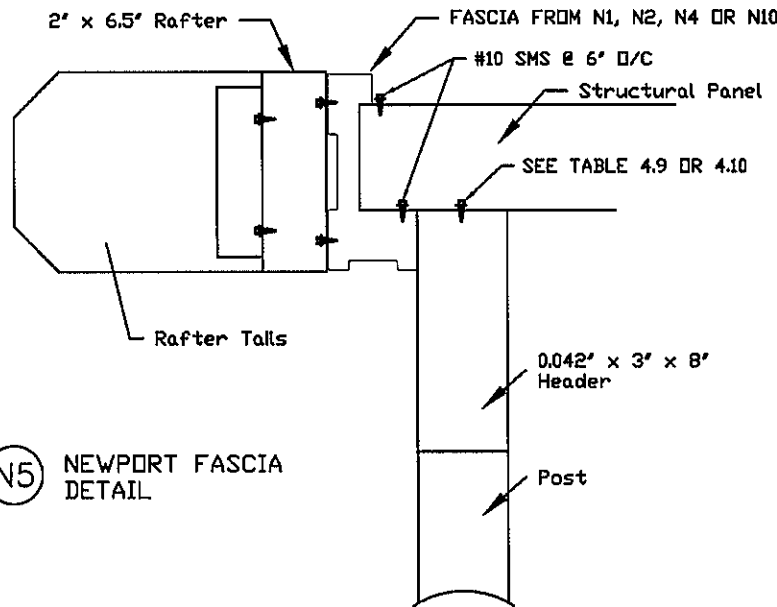 2" x 6.5" Rafter
FASCIA FROM N1, N2, N4 OR N10
#10 SMS @ 6" O/C
Structural Panel
SEE TABLE 4.9 OR 4.10
Rafter Tails
0.042" x 3" x 8"
Header
Post
N5
NEWPORT FASCIA
DETAIL